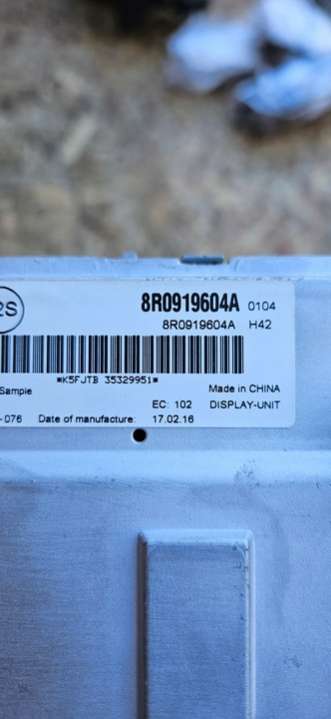 2S
8R0919604A 0104
8R0919604A H42
*K5FJTB 35329951*
Sample
Made in CHINA
EC: 102 DISPLAY-UNIT
-076 Date of manufacture: 17.02.16